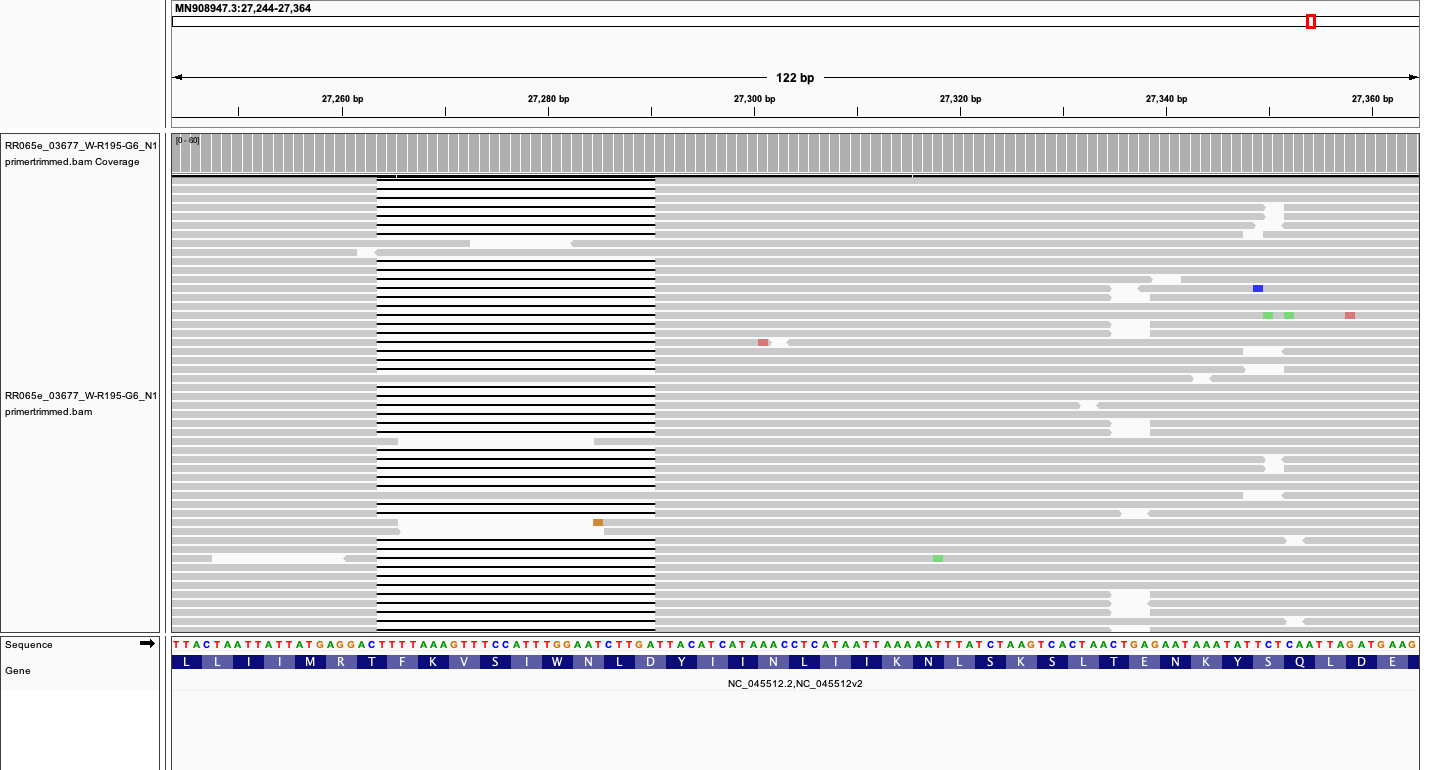 MN908947.3:27,244-27,364
122 bp
27,260 bp 27,280 bp 27,300 bp 27,320 bp 27,340 bp 27,360 bp
RR065e_03677_W-R195-G6_N1
primertrimmed.bam Coverage
[0 - 60]
RR065e_03677_W-R195-G6_N1
primertrimmed.bam
Sequence
TTACTAATTATTATGAGGACTTTTAAAGTTTCCATTTGGAATCTTGATTACATCATAAACCTCATAATTAAAAATTTATCTAAGTCACTAACTGAGAATAAATATTCTCAATTAGATGAAG
Gene
L L I I M R T F K V S I W N L D Y I I N L I I K N L S K S L T E N K Y S Q L D E
NC_045512.2,NC_045512v2